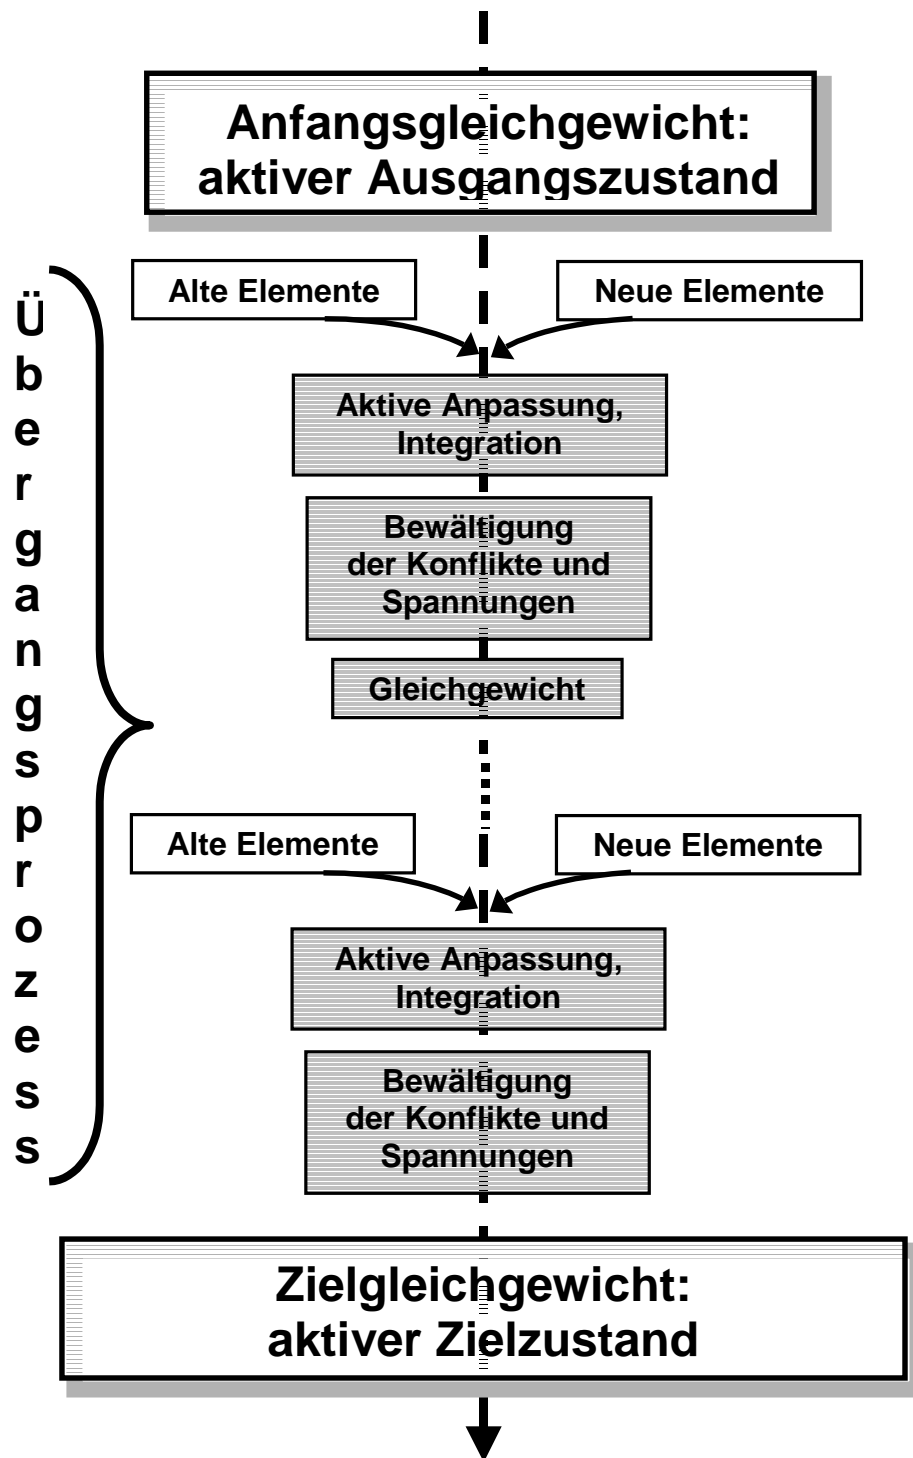 Anfangsgleichgewicht:
aktiver Ausgangszustand
Übergangsprozess
Alte Elemente
Neue Elemente
Aktive Anpassung,
Integration
Bewältigung
der Konflikte und
Spannungen
Gleichgewicht
Alte Elemente
Neue Elemente
Aktive Anpassung,
Integration
Bewältigung
der Konflikte und
Spannungen
Zielgleichgewicht:
aktiver Zielzustand